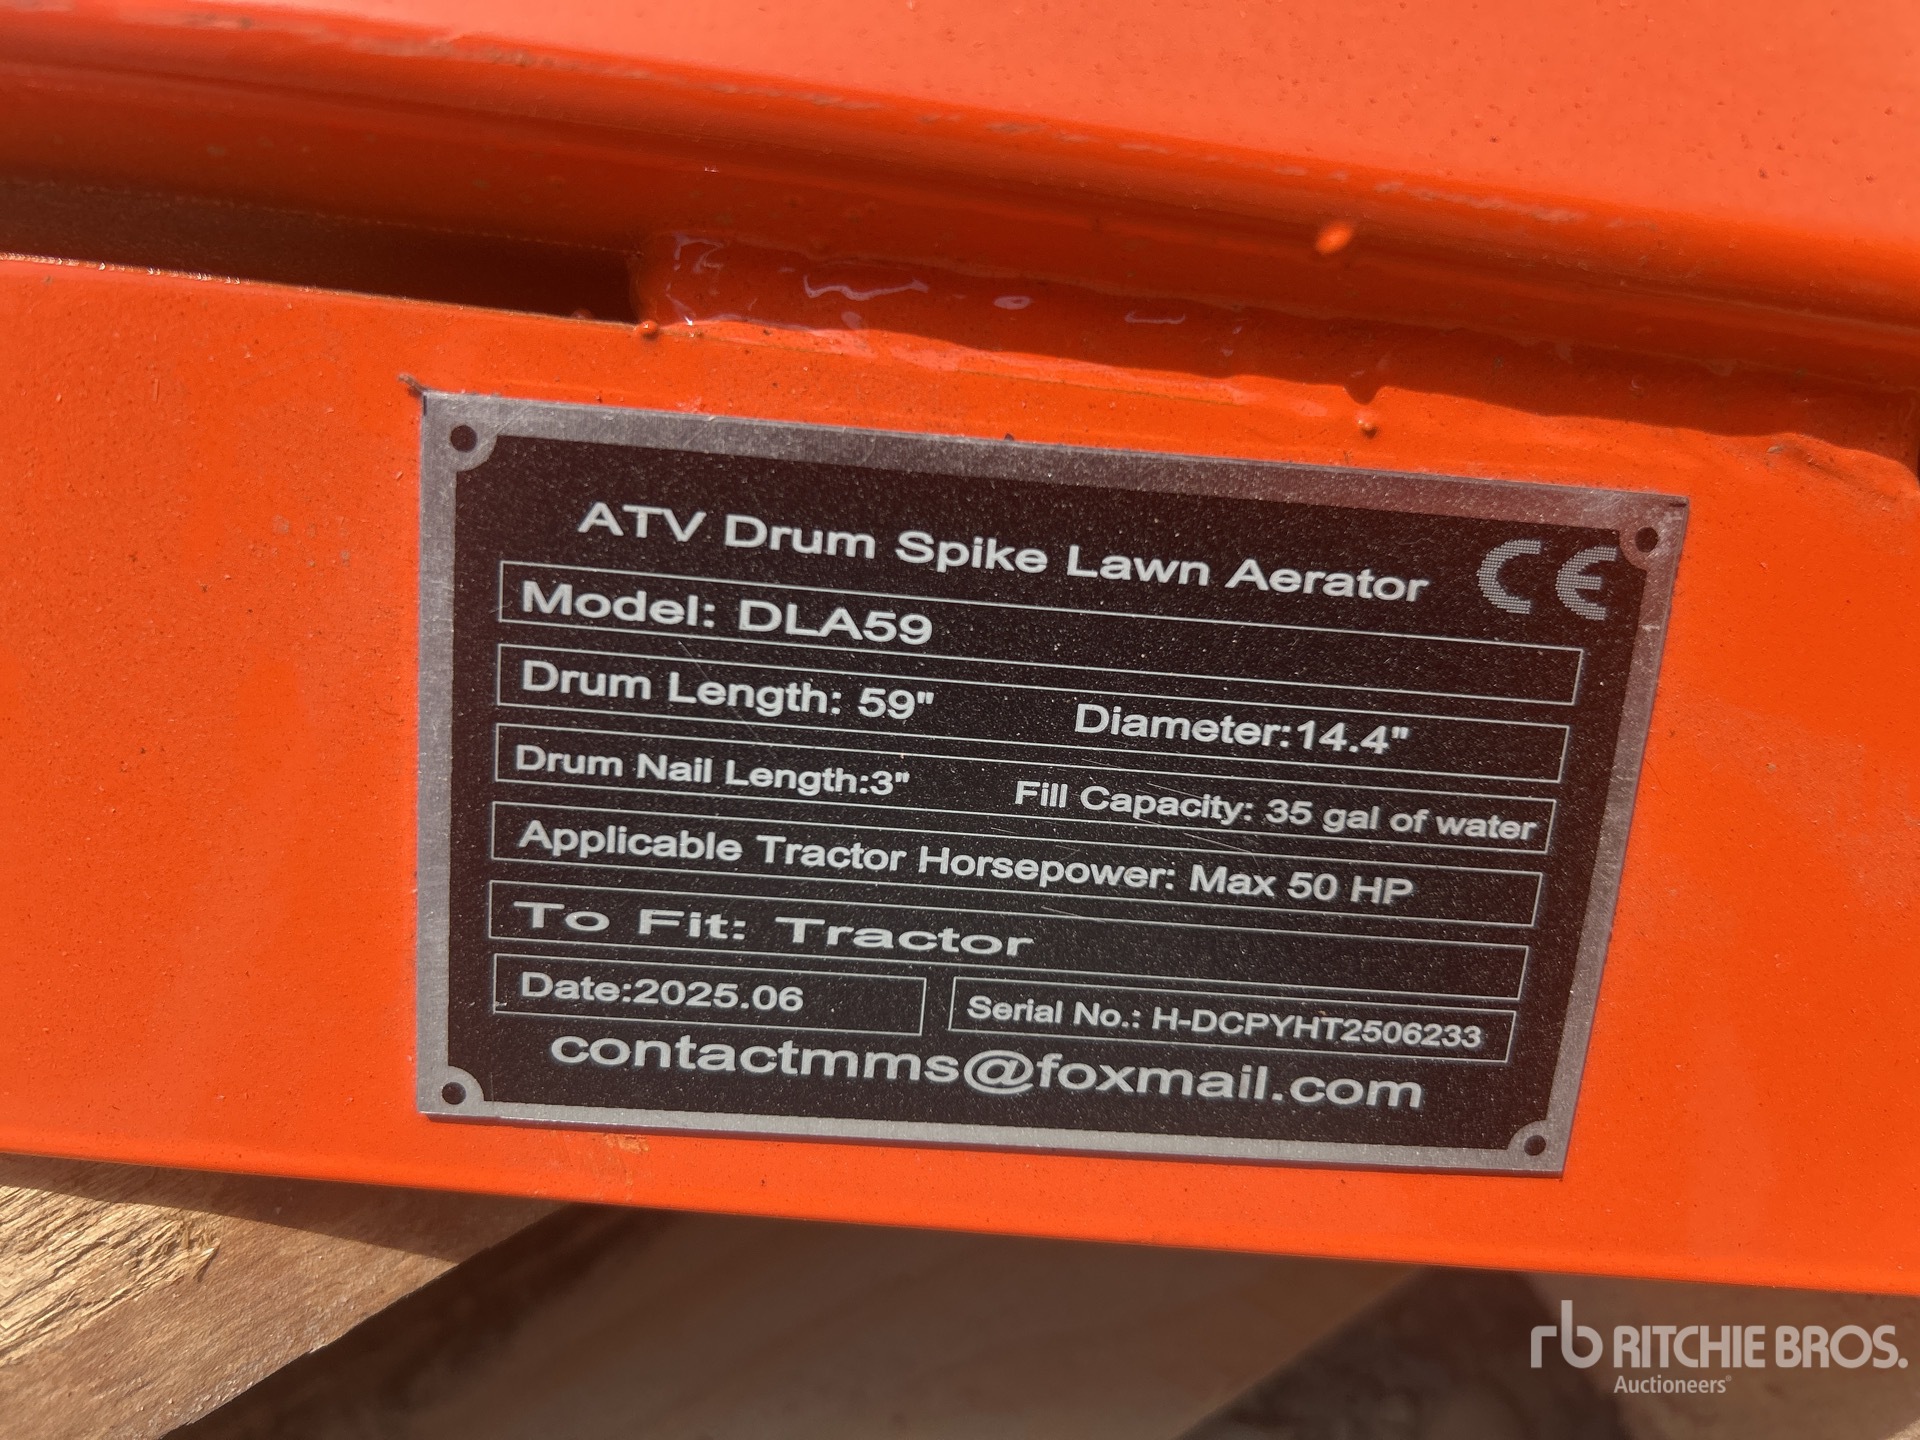 ATV Drum Spike Lawn Aerator CE
Model: DLA59
Drum Length: 59" Diameter:14.4"
Drum Nail Length:3" Fill Capacity: 35 gal of water
Applicable Tractor Horsepower: Max 50 HP
To Fit: Tractor
Date:2025.06 Serial No.: H-DCPYHT2506233
contactmms@foxmail.com
rb RITCHIE BROS.
Auctioneers